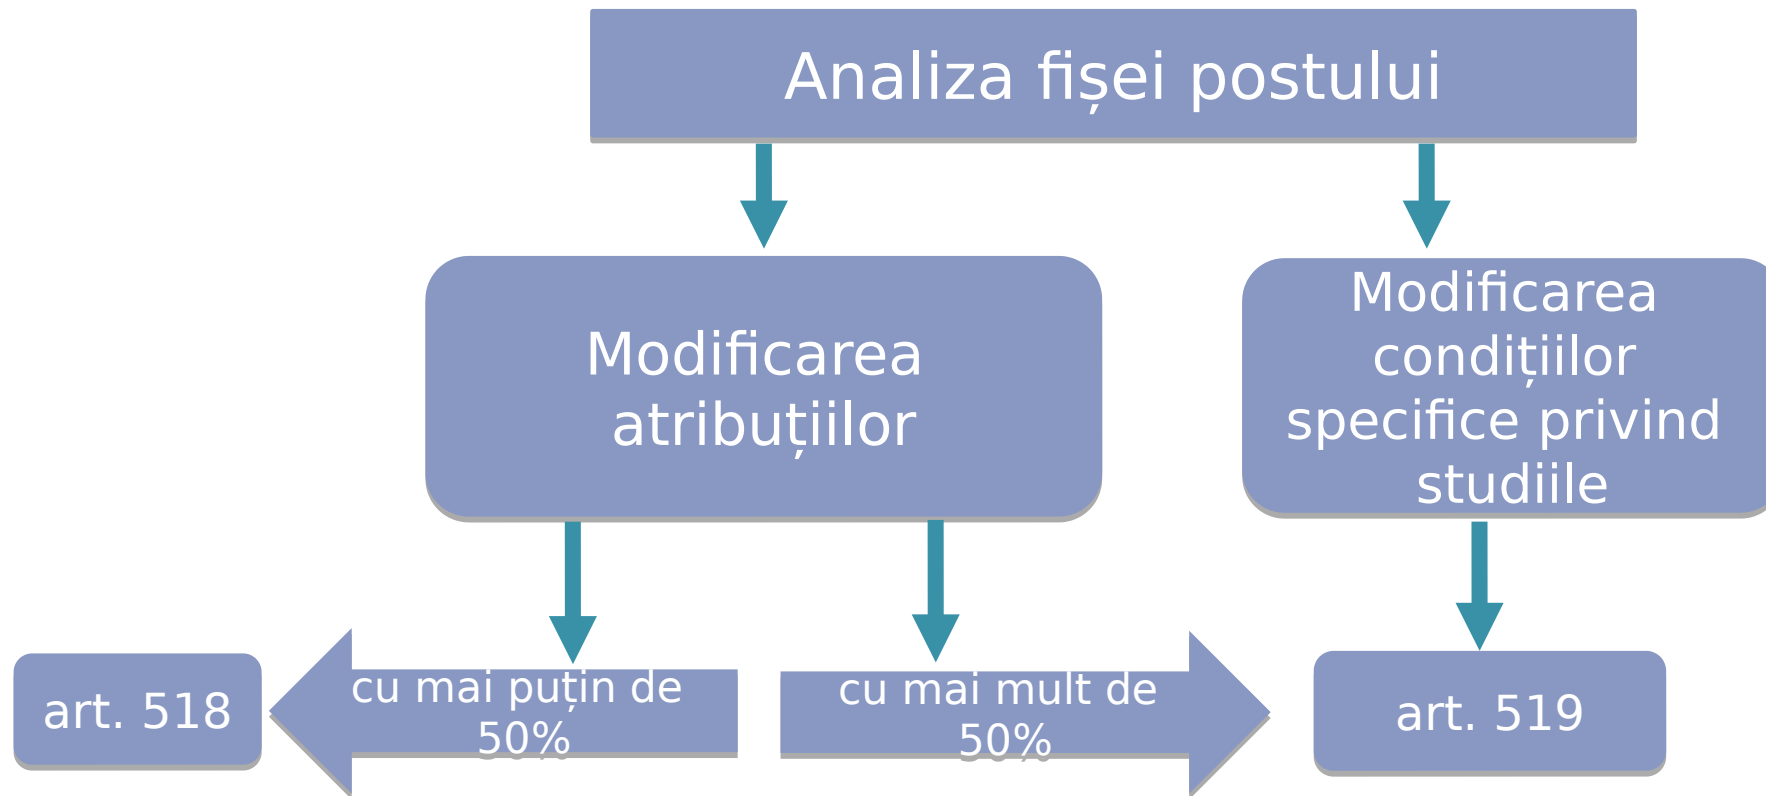 Analiza fișei postului
Modificarea
atribuțiilor
Modificarea
condițiilor
specifice privind
studiile
art. 518
cu mai puțin de
50%
cu mai mult de
50%
art. 519